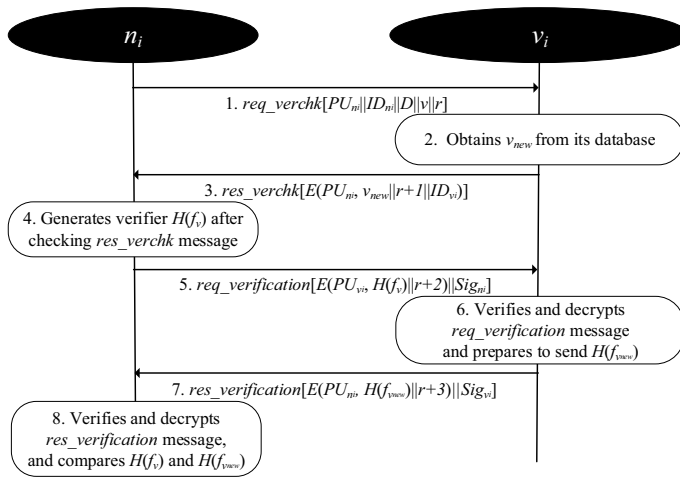 n_i
v_i
1. req_verchk[PU_ni||ID_ni||D||v||r]
2. Obtains v_new from its database
3. res_verchk[E(PU_ni, v_new||r+1||ID_vi)]
4. Generates verifier H(f_v) after
checking res_verchk message
5. req_verification[E(PU_vi, H(f_v)||r+2)||Sig_ni]
6. Verifies and decrypts
req_verification message
and prepares to send H(f_vnew)
7. res_verification[E(PU_ni, H(f_vnew)||r+3)||Sig_vi]
8. Verifies and decrypts
res_verification message,
and compares H(f_v) and H(f_vnew)